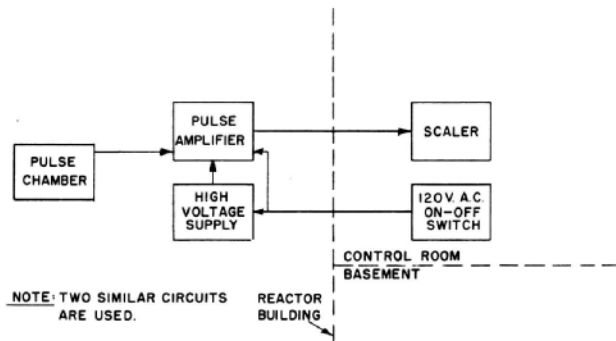 PULSE
AMPLIFIER
SCALER
PULSE
CHAMBER
HIGH
VOLTAGE
SUPPLY
120 V. A.C.
ON-OFF
SWITCH
CONTROL ROOM
BASEMENT
NOTE: TWO SIMILAR CIRCUITS
ARE USED.
REACTOR
BUILDING